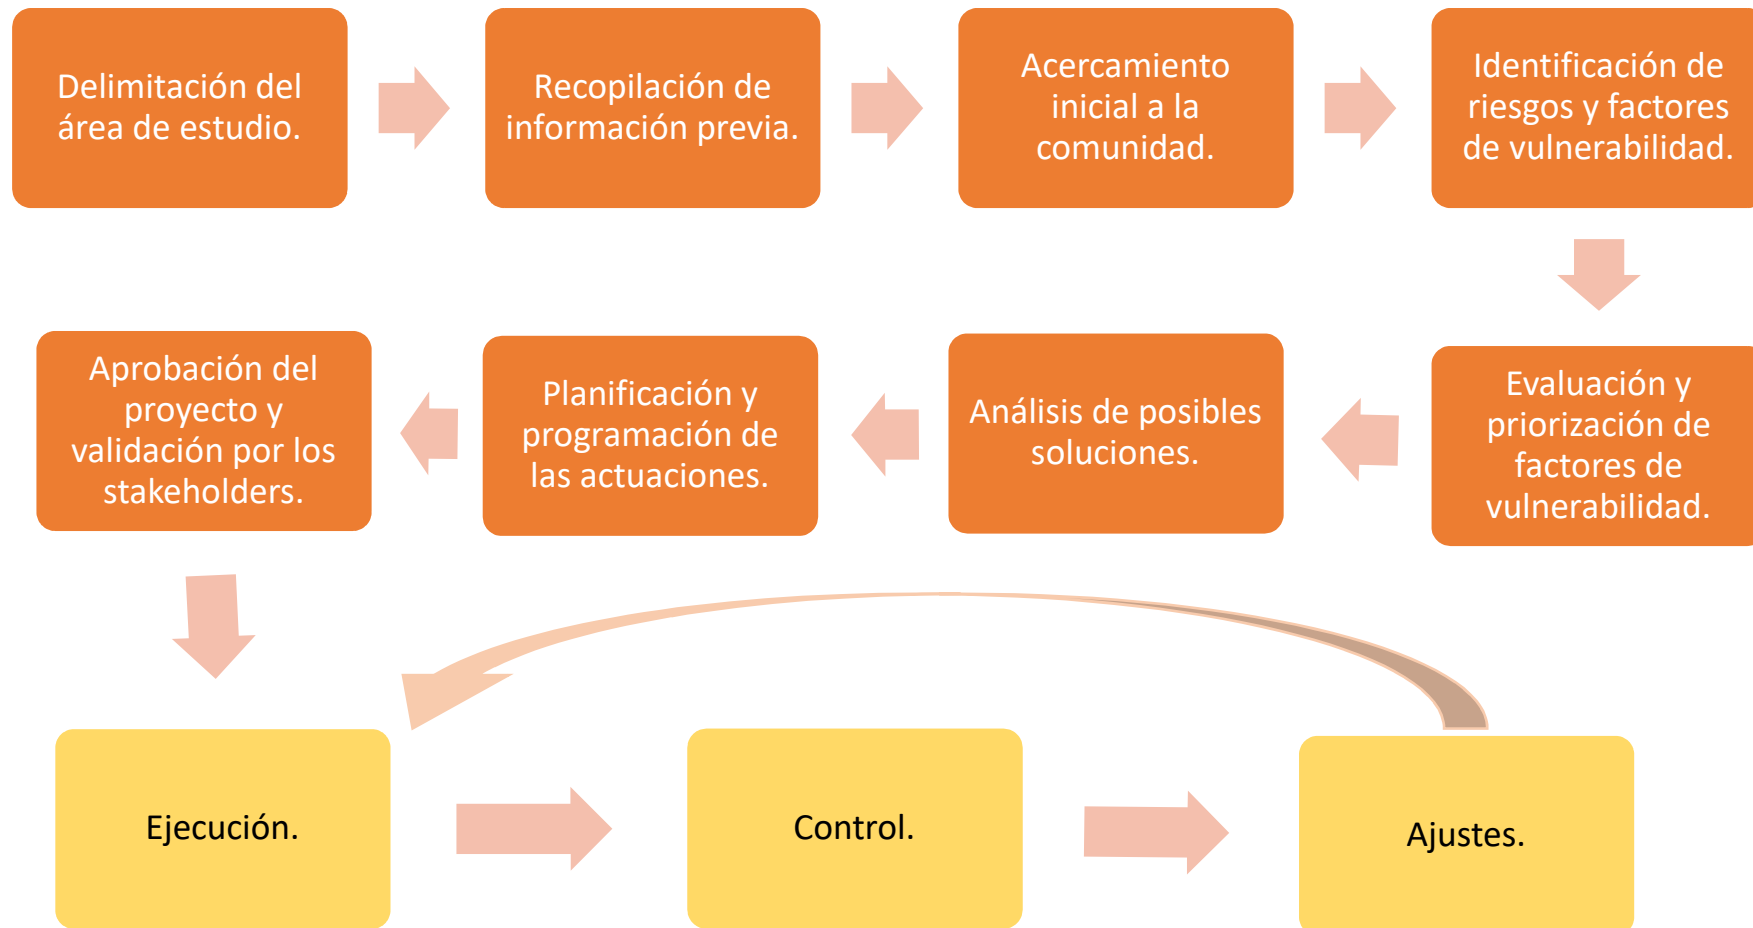 Delimitación del
área de estudio.
Recopilación de
información previa.
Acercamiento
inicial a la
comunidad.
Identificación de
riesgos y factores
de vulnerabilidad.
Evaluación y
priorización de
factores de
vulnerabilidad.
Análisis de posibles
soluciones.
Planificación y
programación de
las actuaciones.
Aprobación del
proyecto y
validación por los
stakeholders.
Ejecución.
Control.
Ajustes.